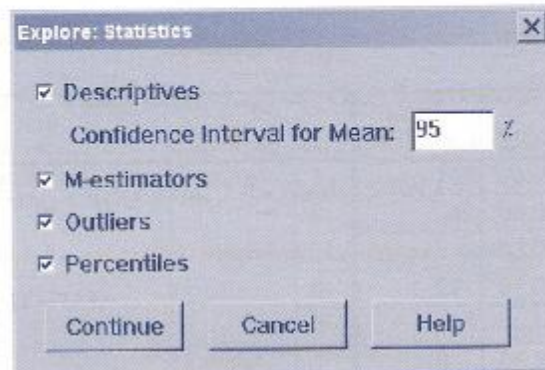 Explore: Statistics
Descriptives
Confidence Interval for Mean: 95 %
M-estimators
Outliers
Percentiles
Continue Cancel Help